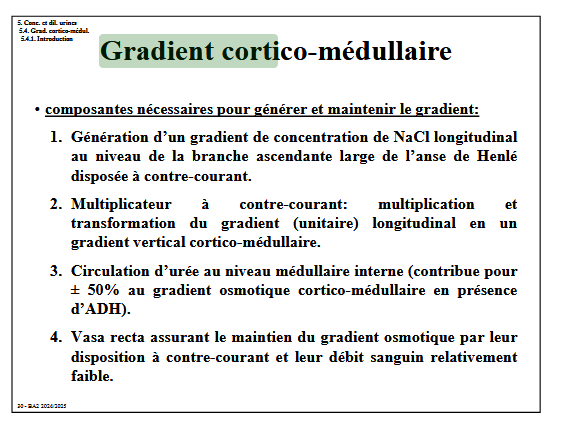 5. Conc. et dil. urines
5.4. Grad. cortico-médul.
5.4.1. Introduction
Gradient cortico-médullaire
• composantes nécessaires pour générer et maintenir le gradient:
1. Génération d’un gradient de concentration de NaCl longitudinal
au niveau de la branche ascendante large de l’anse de Henlé
disposée à contre-courant.
2. Multiplicateur à contre-courant: multiplication et
transformation du gradient (unitaire) longitudinal en un
gradient vertical cortico-médullaire.
3. Circulation d’urée au niveau médullaire interne (contribue pour
± 50% au gradient osmotique cortico-médullaire en présence
d’ADH).
4. Vasa recta assurant le maintien du gradient osmotique par leur
disposition à contre-courant et leur débit sanguin relativement
faible.
30 - BA2 2024/2025